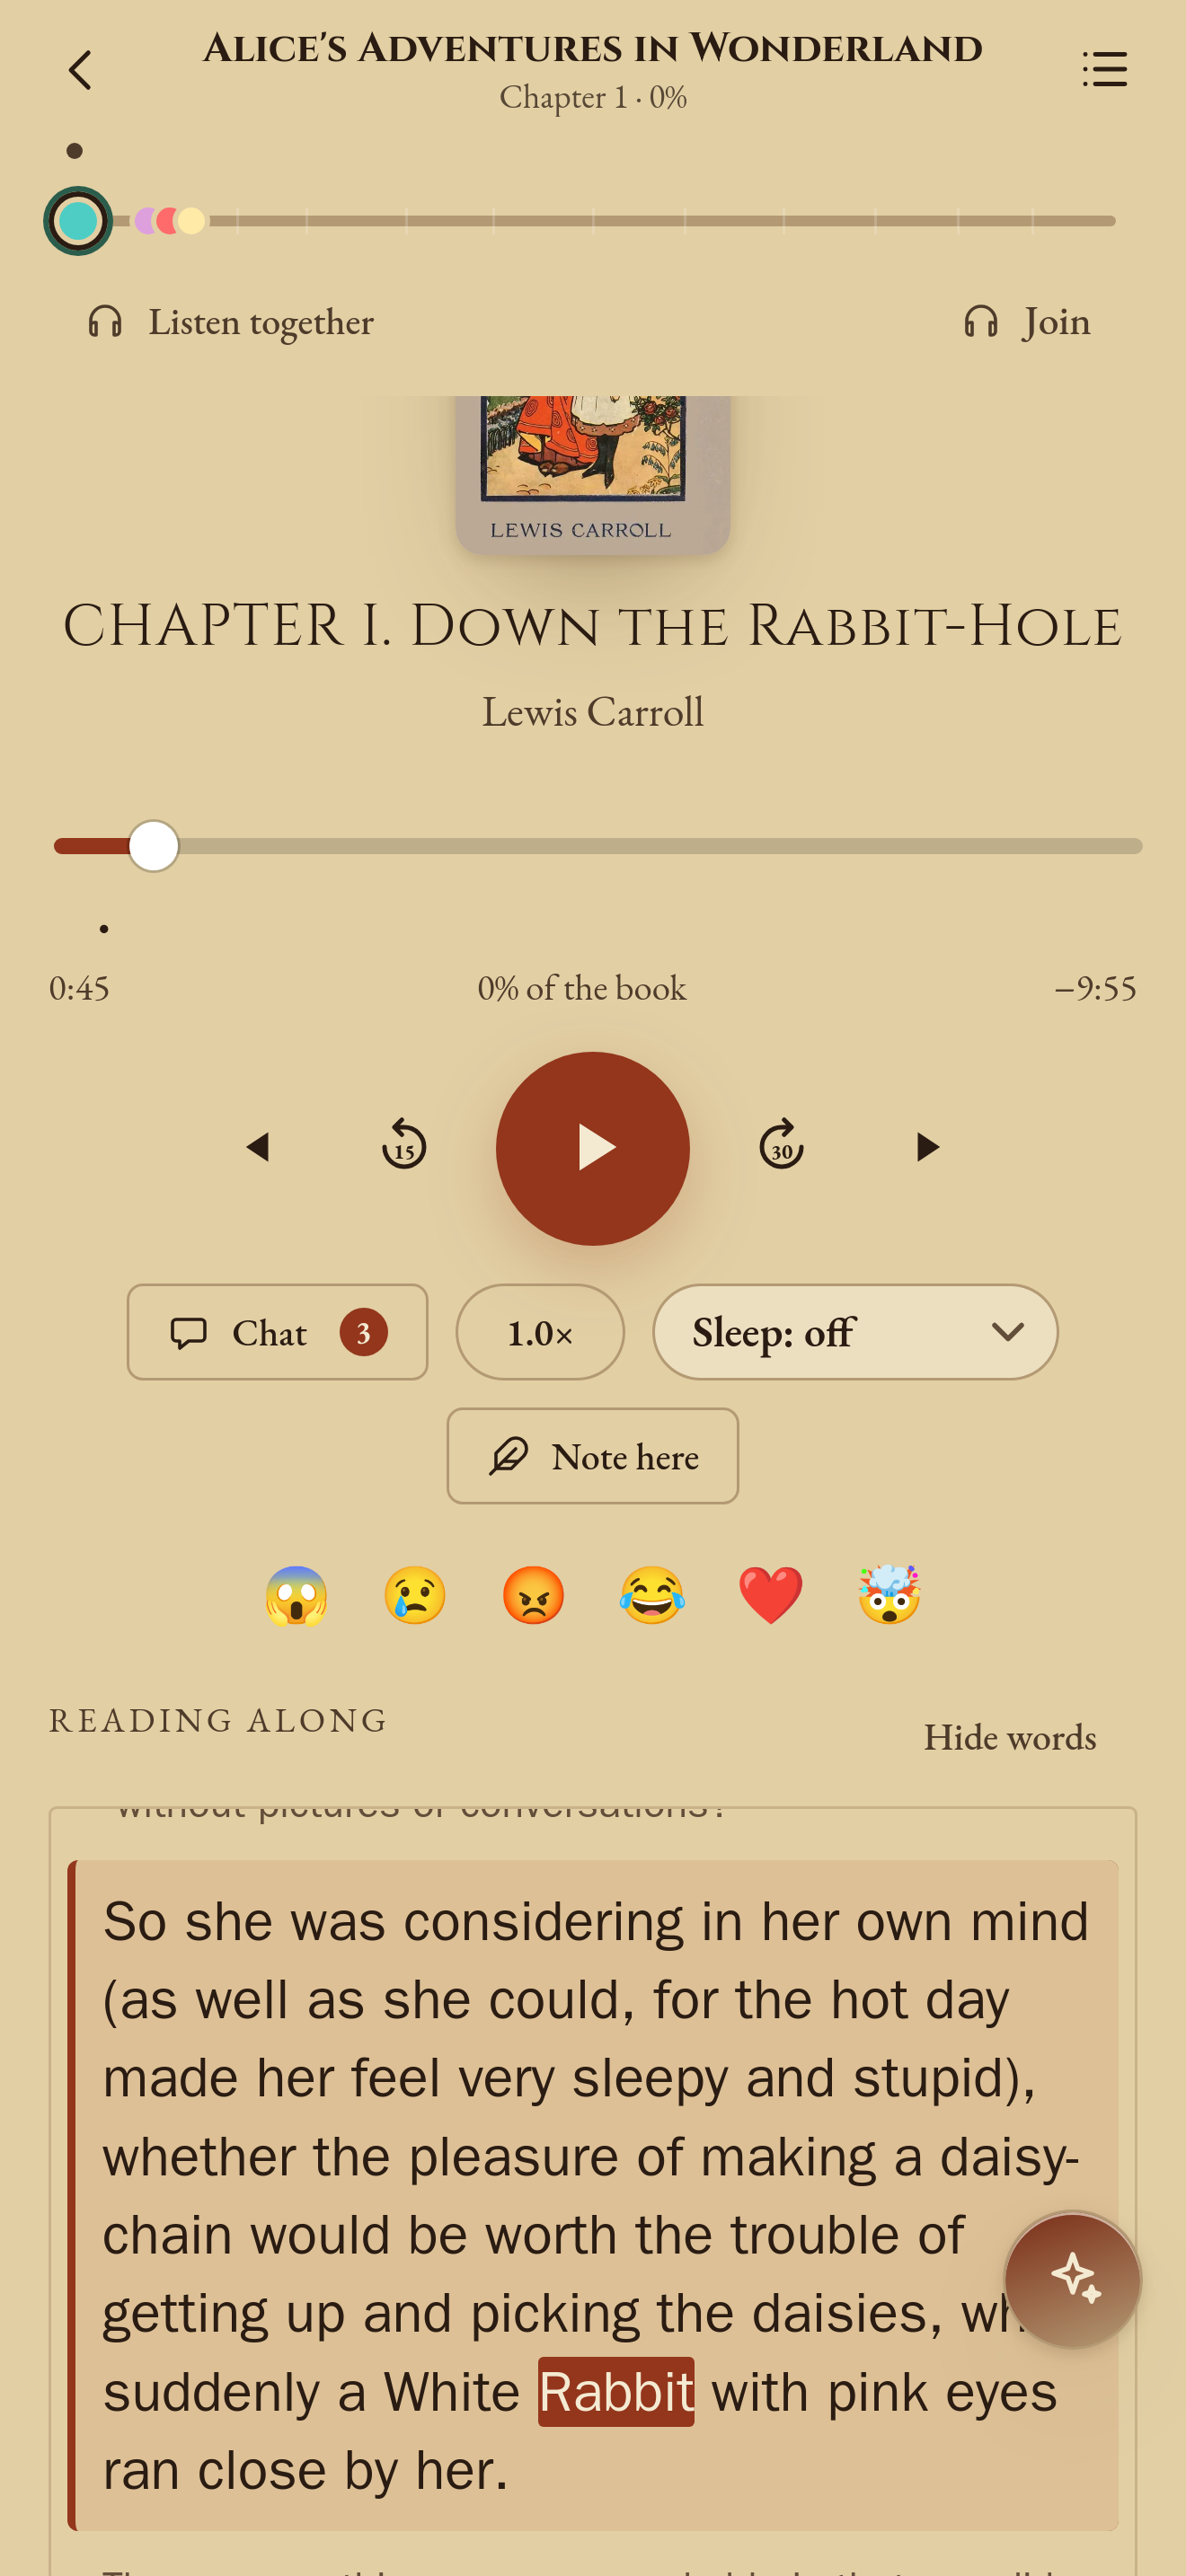 Alice's Adventures in Wonderland
Chapter 1 · 0%
Listen together
Join
LEWIS CARROLL
CHAPTER I. Down the Rabbit-Hole
Lewis Carroll
0:45
0% of the book
−9:55
15
30
Chat 3
1.0×
Sleep: off
Note here
READING ALONG
Hide words
without pictures or conversations?
So she was considering in her own mind
(as well as she could, for the hot day
made her feel very sleepy and stupid),
whether the pleasure of making a daisy-
chain would be worth the trouble of
getting up and picking the daisies,
suddenly a White Rabbit with pink eyes
ran close by her.